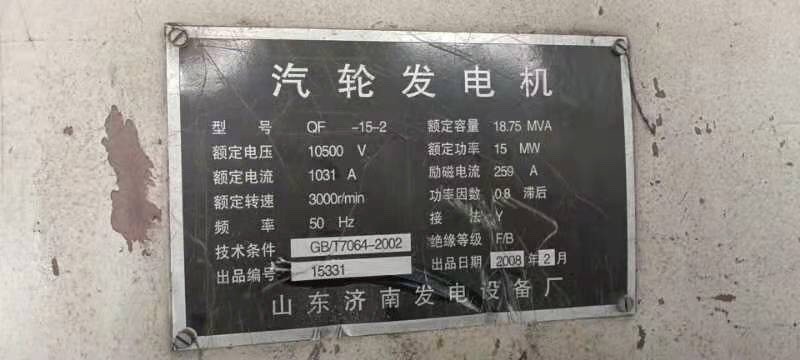 汽轮发电机
型号 QF -15-2 额定容量 18.75 MVA
额定电压 10500 V 额定功率 15 MW
额定电流 1031 A 励磁电流 259 A
额定转速 3000r/min 功率因数 0.8 滞后
频率 50 Hz 接法 Y
技术条件 GB/T7064-2002 绝缘等级 F/B
出品编号 15331 出品日期 2008 年 2 月
山东济南发电设备厂